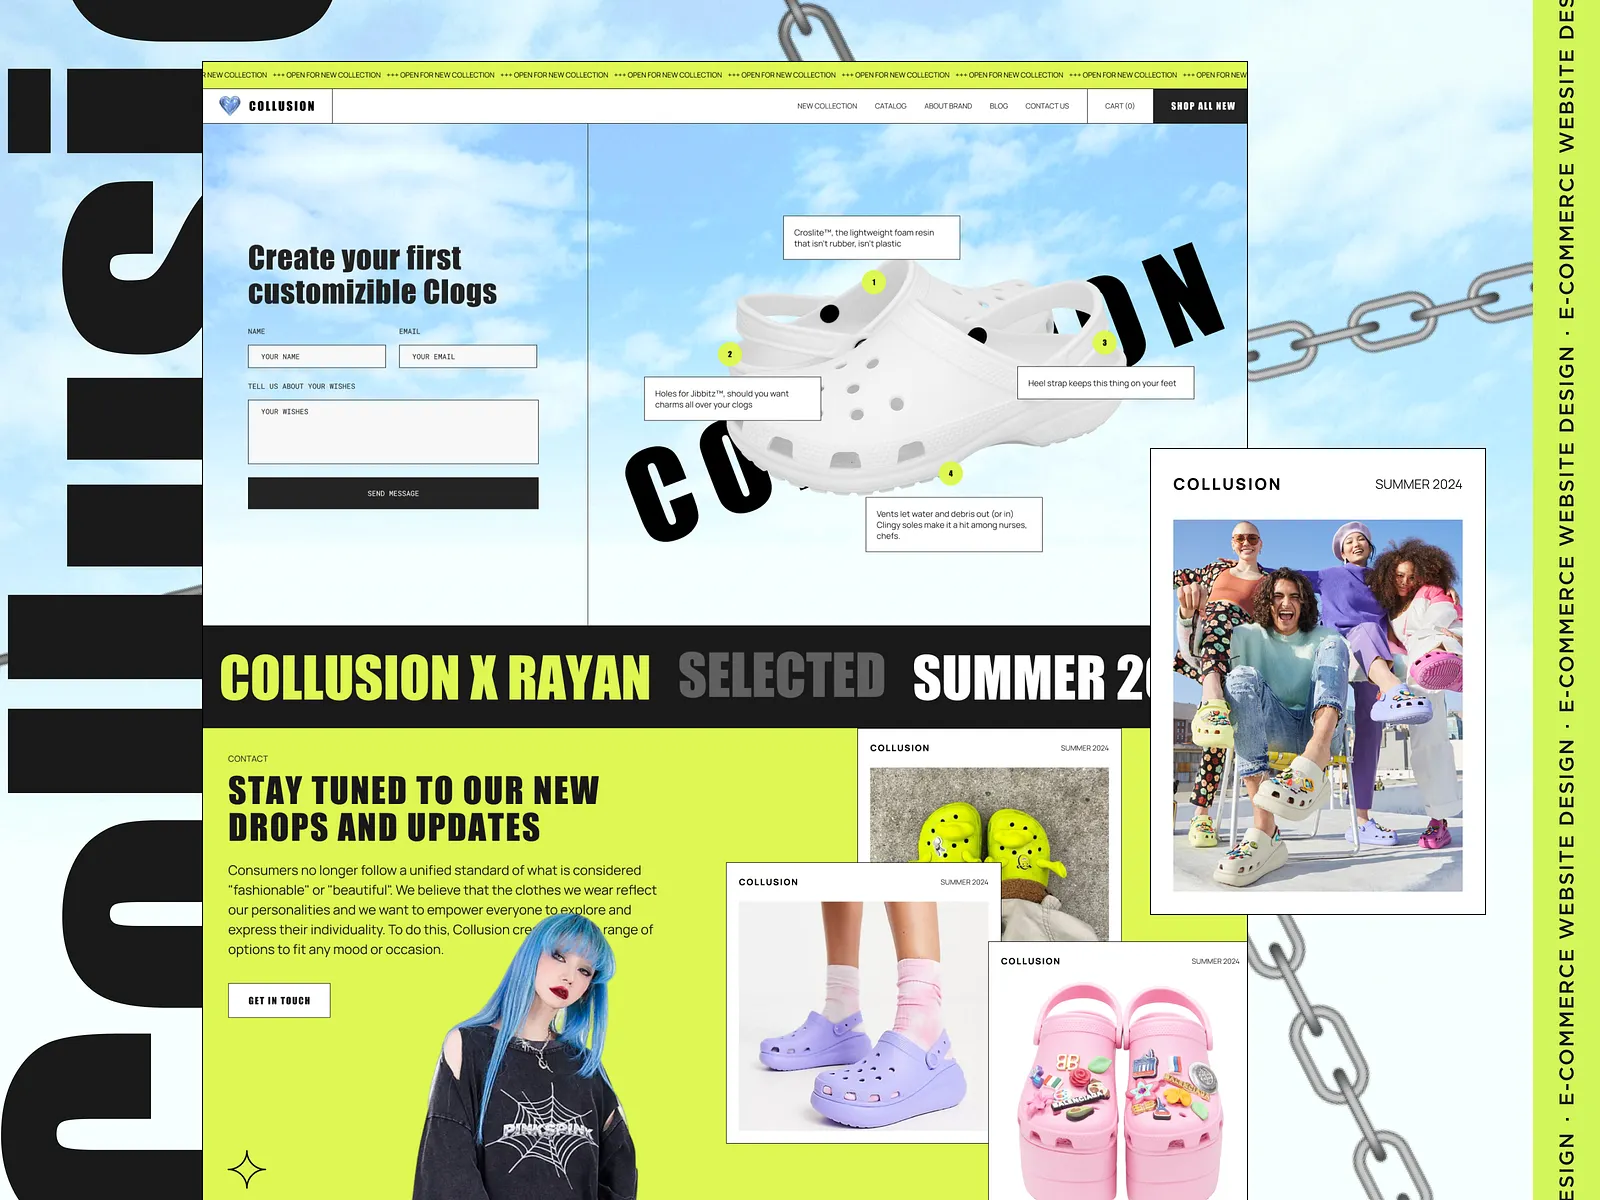 collusi
R NEW COLLECTION +++ OPEN FOR NEW COLLECTION +++ OPEN FOR NEW COLLECTION +++ OPEN FOR NEW COLLECTION +++ OPEN FOR NEW COLLECTION +++ OPEN FOR NEW COLLECTION +++ OPEN FOR NEW COLLECTION +++ OPEN FOR NEW COLLECTION +++ OPEN FOR NEW COLLECTION +++ OPEN FOR NEW
COLLUSION
NEW COLLECTION CATALOG ABOUT BRAND BLOG CONTACT US CART (0) SHOP ALL NEW
Create your first
customizible Clogs
NAME EMAIL
YOUR NAME YOUR EMAIL
TELL US ABOUT YOUR WISHES
YOUR WISHES
SEND MESSAGE
CO ON
Croslite™, the lightweight foam resin
that isn't rubber, isn't plastic
1
2
Holes for Jibbitz™, should you want
charms all over your clogs
3
Heel strap keeps this thing on your feet
4
Vents let water and debris out (or in)
Clingy soles make it a hit among nurses,
chefs.
COLLUSION X RAYAN SELECTED SUMMER 20
CONTACT
STAY TUNED TO OUR NEW
DROPS AND UPDATES
Consumers no longer follow a unified standard of what is considered
"fashionable" or "beautiful". We believe that the clothes we wear reflect
our personalities and we want to empower everyone to explore and
express their individuality. To do this, Collusion cre range of
options to fit any mood or occasion.
GET IN TOUCH
PINKSPINK
COLLUSION SUMMER 2024
COLLUSION SUMMER 2024
COLLUSION SUMMER 2024
BB
BALENCIAGA
COLLUSION SUMMER 2024
ESIGN · E-COMMERCE WEBSITE DESIGN · E-COMMERCE WEBSITE DESIGN · E-COMMERCE WEBSITE DESIGN · E-COMMERCE WEBSITE DES